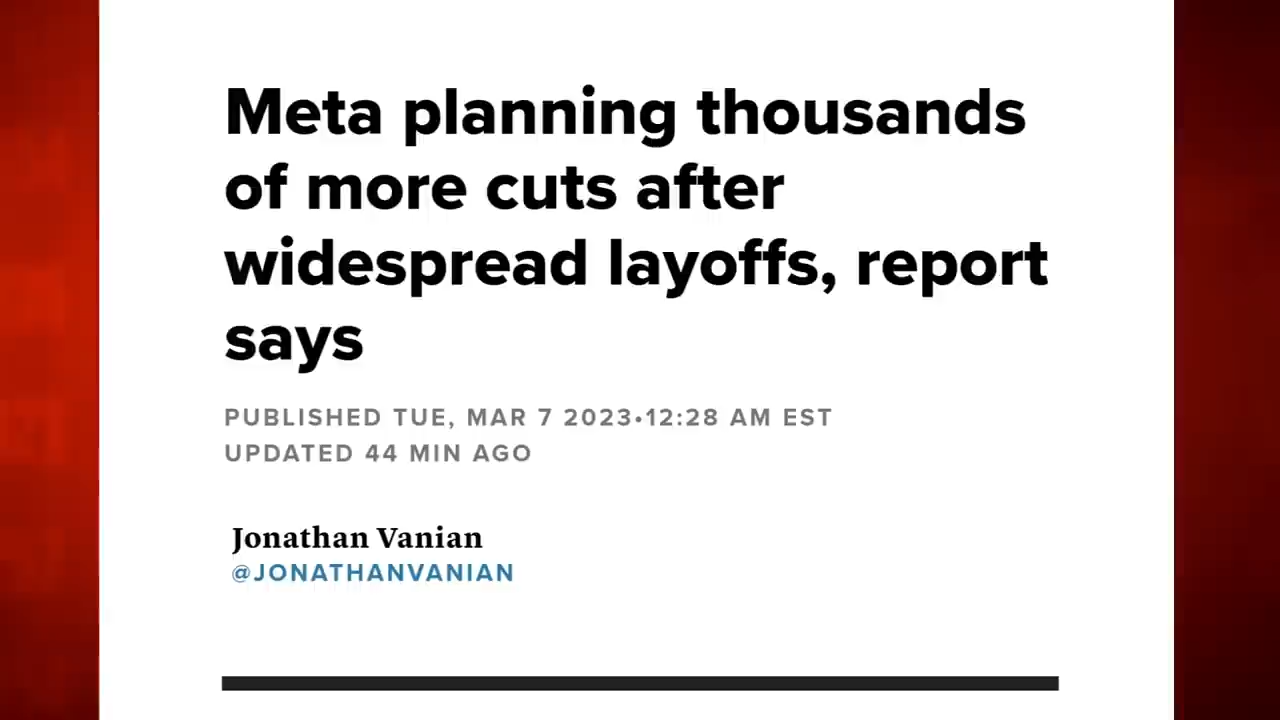 Meta planning thousands
of more cuts after
widespread layoffs, report
says
PUBLISHED TUE, MAR 7 2023•12:28 AM EST
UPDATED 44 MIN AGO
Jonathan Vanian
@JONATHANVANIAN